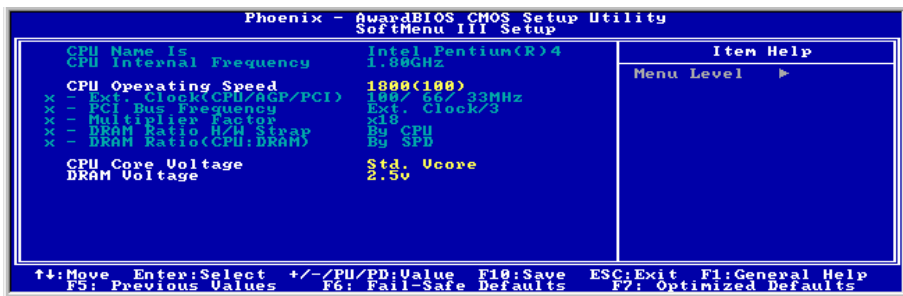 Phoenix - AwardBIOS CMOS Setup Utility
SoftMenu III Setup
CPU Name Is Intel Pentium(R)4
CPU Internal Frequency 1.80GHz
CPU Operating Speed 1800(100)
x - Ext. Clock(CPU/AGP/PCI) 100/ 66/ 33MHz
x - PCI Bus Frequency Ext. Clock/3
x - Multiplier Factor x18
x - DRAM Ratio H/W Strap By CPU
x - DRAM Ratio(CPU:DRAM) By SPD
CPU Core Voltage Std. Vcore
DRAM Voltage 2.5v
Item Help
Menu Level ►
↑↓:Move Enter:Select +/-/PU/PD:Value F10:Save ESC:Exit F1:General Help
F5: Previous Values F6: Fail-Safe Defaults F7: Optimized Defaults